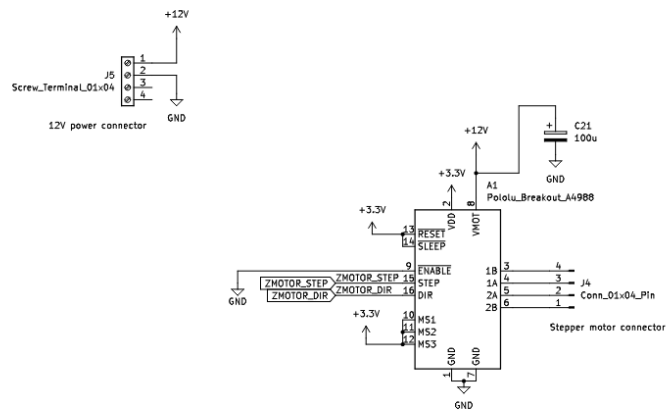 +12V
1
2
3
4
J5
Screw_Terminal_01x04
GND
12V power connector
+12V
+
C21
100u
GND
+3.3V
A1
Pololu_Breakout_A4988
2
8
VDD
VMOT
+3.3V
13
RESET
14
SLEEP
9
ENABLE
ZMOTOR_STEP
ZMOTOR_STEP
15
STEP
ZMOTOR_DIR
ZMOTOR_DIR
16
DIR
GND
1B
3
4
1A
4
3
J4
2A
5
2
Conn_01x04_Pin
2B
6
1
Stepper motor connector
+3.3V
10
MS1
11
MS2
12
MS3
GND
GND
1
7
GND